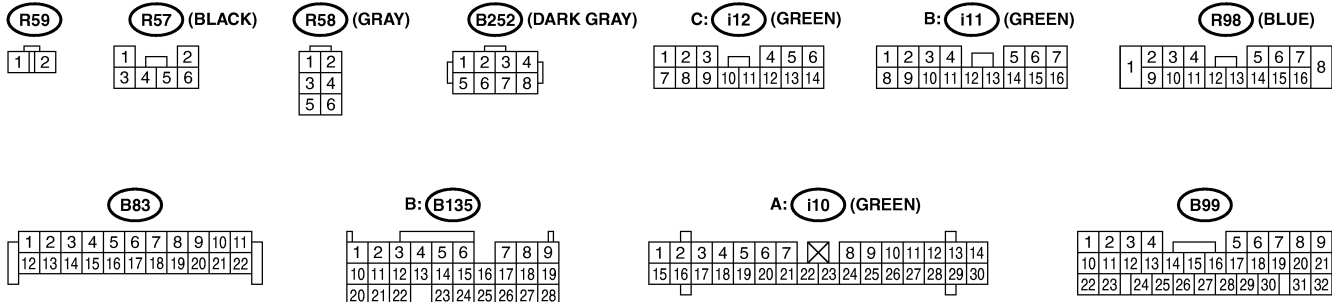 R59 R57 (BLACK) R58 (GRAY) B252 (DARK GRAY) C: i12 (GREEN) B: i11 (GREEN) R98 (BLUE)
1 2
1 2
3 4 5 6
1 2
3 4
5 6
1 2 3 4
5 6 7 8
1 2 3 4 5 6
7 8 9 10 11 12 13 14
1 2 3 4 5 6 7
8 9 10 11 12 13 14 15 16
1 2 3 4 5 6 7 8
9 10 11 12 13 14 15 16
B83 B: B135 A: i10 (GREEN) B99
1 2 3 4 5 6 7 8 9 10 11
12 13 14 15 16 17 18 19 20 21 22
1 2 3 4 5 6 7 8 9
10 11 12 13 14 15 16 17 18 19
20 21 22 23 24 25 26 27 28
1 2 3 4 5 6 7 8 9 10 11 12 13 14
15 16 17 18 19 20 21 22 23 24 25 26 27 28 29 30
1 2 3 4 5 6 7 8 9
10 11 12 13 14 15 16 17 18 19 20 21
22 23 24 25 26 27 28 29 30 31 32